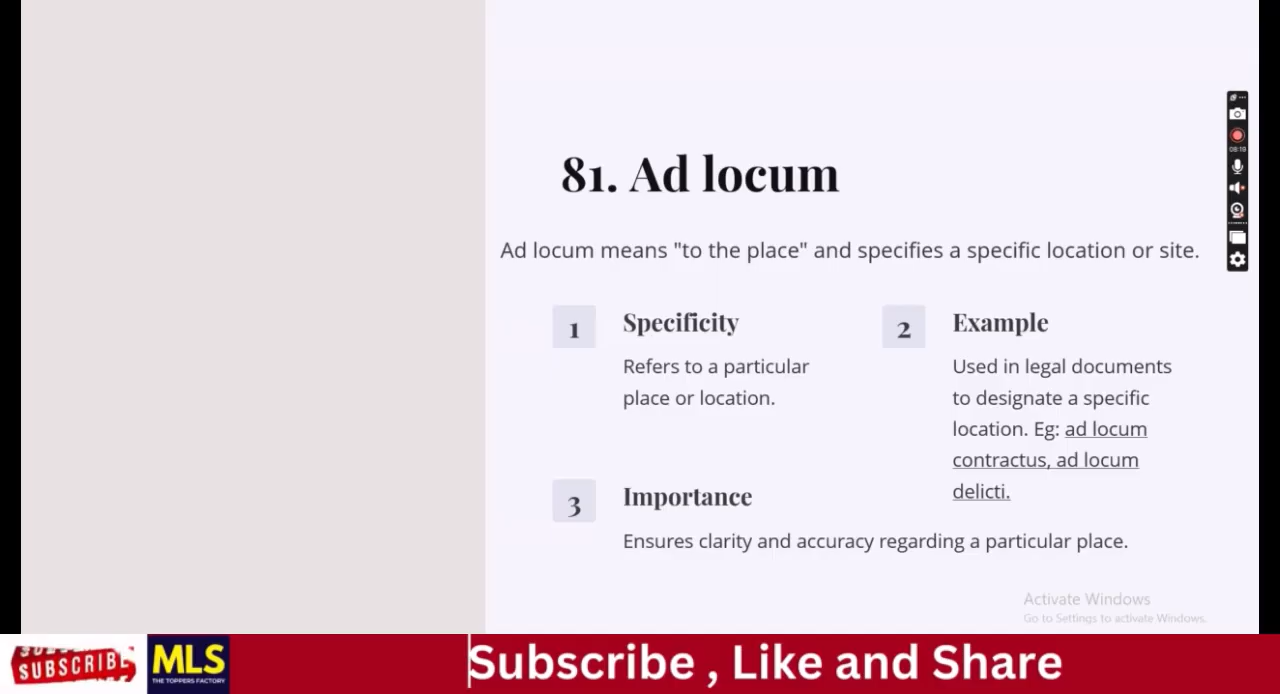 81. Ad locum
Ad locum means "to the place" and specifies a specific location or site.
1
Specificity
Refers to a particular
place or location.
2
Example
Used in legal documents
to designate a specific
location. Eg: ad locum
contractus, ad locum
delicti.
3
Importance
Ensures clarity and accuracy regarding a particular place.
08:19
Activate Windows
Go to Settings to activate Windows.
SUBSCRIBE
MLS
THE TOPPERS FACTORY
Subscribe , Like and Share